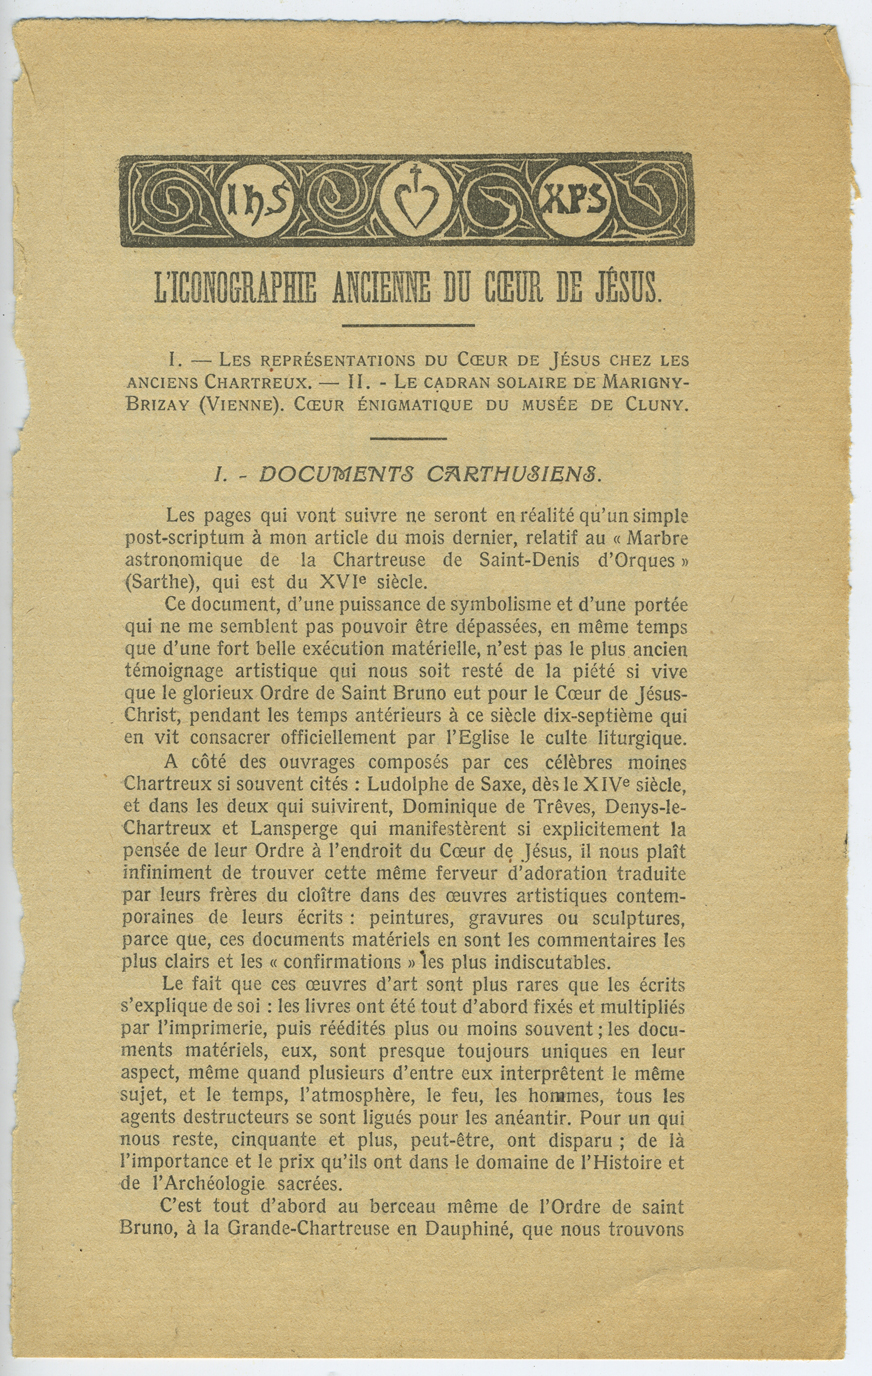 Ihs XPS
L'ICONOGRAPHIE ANCIENNE DU CŒUR DE JÉSUS.
I. — LES REPRÉSENTATIONS DU CŒUR DE JÉSUS CHEZ LES
ANCIENS CHARTREUX. — II. - LE CADRAN SOLAIRE DE MARIGNY-
BRIZAY (VIENNE). CŒUR ÉNIGMATIQUE DU MUSÉE DE CLUNY.
I. - DOCUMENTS CARTHUSIENS.
Les pages qui vont suivre ne seront en réalité qu'un simple
post-scriptum à mon article du mois dernier, relatif au « Marbre
astronomique de la Chartreuse de Saint-Denis d'Orques »
(Sarthe), qui est du XVIe siècle.
Ce document, d'une puissance de symbolisme et d'une portée
qui ne me semblent pas pouvoir être dépassées, en même temps
que d'une fort belle exécution matérielle, n'est pas le plus ancien
témoignage artistique qui nous soit resté de la piété si vive
que le glorieux Ordre de Saint Bruno eut pour le Cœur de Jésus-
Christ, pendant les temps antérieurs à ce siècle dix-septième qui
en vit consacrer officiellement par l'Eglise le culte liturgique.
A côté des ouvrages composés par ces célèbres moines
Chartreux si souvent cités : Ludolphe de Saxe, dès le XIVe siècle,
et dans les deux qui suivirent, Dominique de Trêves, Denys-le-
Chartreux et Lansperge qui manifestèrent si explicitement la
pensée de leur Ordre à l'endroit du Cœur de Jésus, il nous plaît
infiniment de trouver cette même ferveur d'adoration traduite
par leurs frères du cloître dans des œuvres artistiques contem-
poraines de leurs écrits : peintures, gravures ou sculptures,
parce que, ces documents matériels en sont les commentaires les
plus clairs et les « confirmations » les plus indiscutables.
Le fait que ces œuvres d'art sont plus rares que les écrits
s'explique de soi : les livres ont été tout d'abord fixés et multipliés
par l'imprimerie, puis réédités plus ou moins souvent ; les docu-
ments matériels, eux, sont presque toujours uniques en leur
aspect, même quand plusieurs d'entre eux interprêtent le même
sujet, et le temps, l'atmosphère, le feu, les hommes, tous les
agents destructeurs se sont ligués pour les anéantir. Pour un qui
nous reste, cinquante et plus, peut-être, ont disparu ; de là
l'importance et le prix qu'ils ont dans le domaine de l'Histoire et
de l'Archéologie sacrées.
C'est tout d'abord au berceau même de l'Ordre de saint
Bruno, à la Grande-Chartreuse en Dauphiné, que nous trouvons